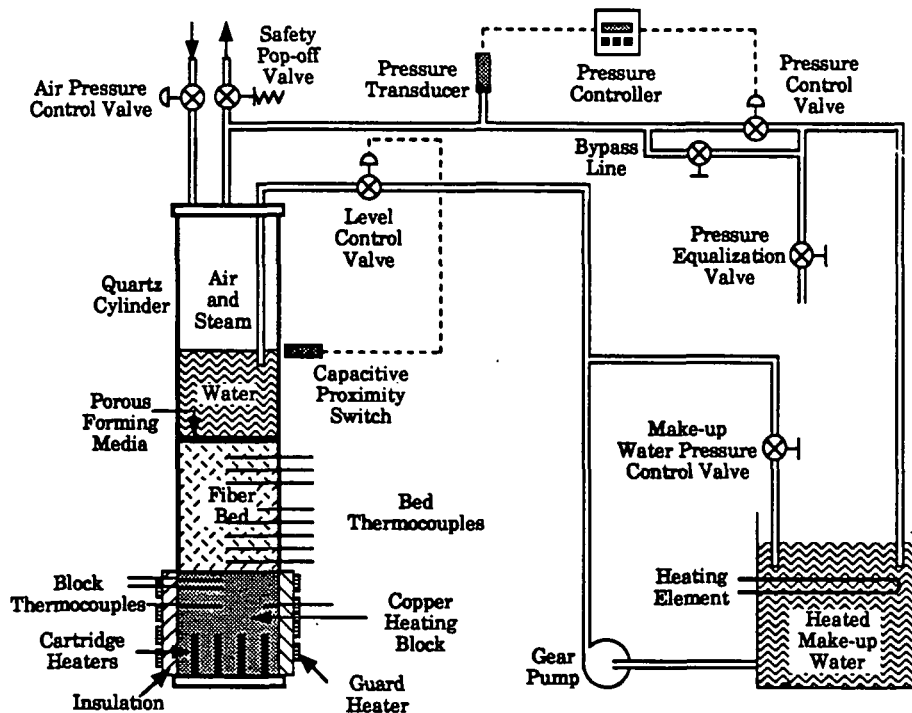 Safety
Pop-off
Valve
Air Pressure
Control Valve
Pressure
Transducer
Pressure
Controller
Pressure
Control
Valve
Bypass
Line
Level
Control
Valve
Pressure
Equalization
Valve
Quartz
Cylinder
Air
and
Steam
Water
Capacitive
Proximity
Switch
Porous
Forming
Media
Make-up
Water Pressure
Control Valve
Fiber
Bed
Bed
Thermocouples
Block
Thermocouples
Copper
Heating
Block
Heating
Element
Heated
Make-up
Water
Cartridge
Heaters
Gear
Pump
Insulation
Guard
Heater